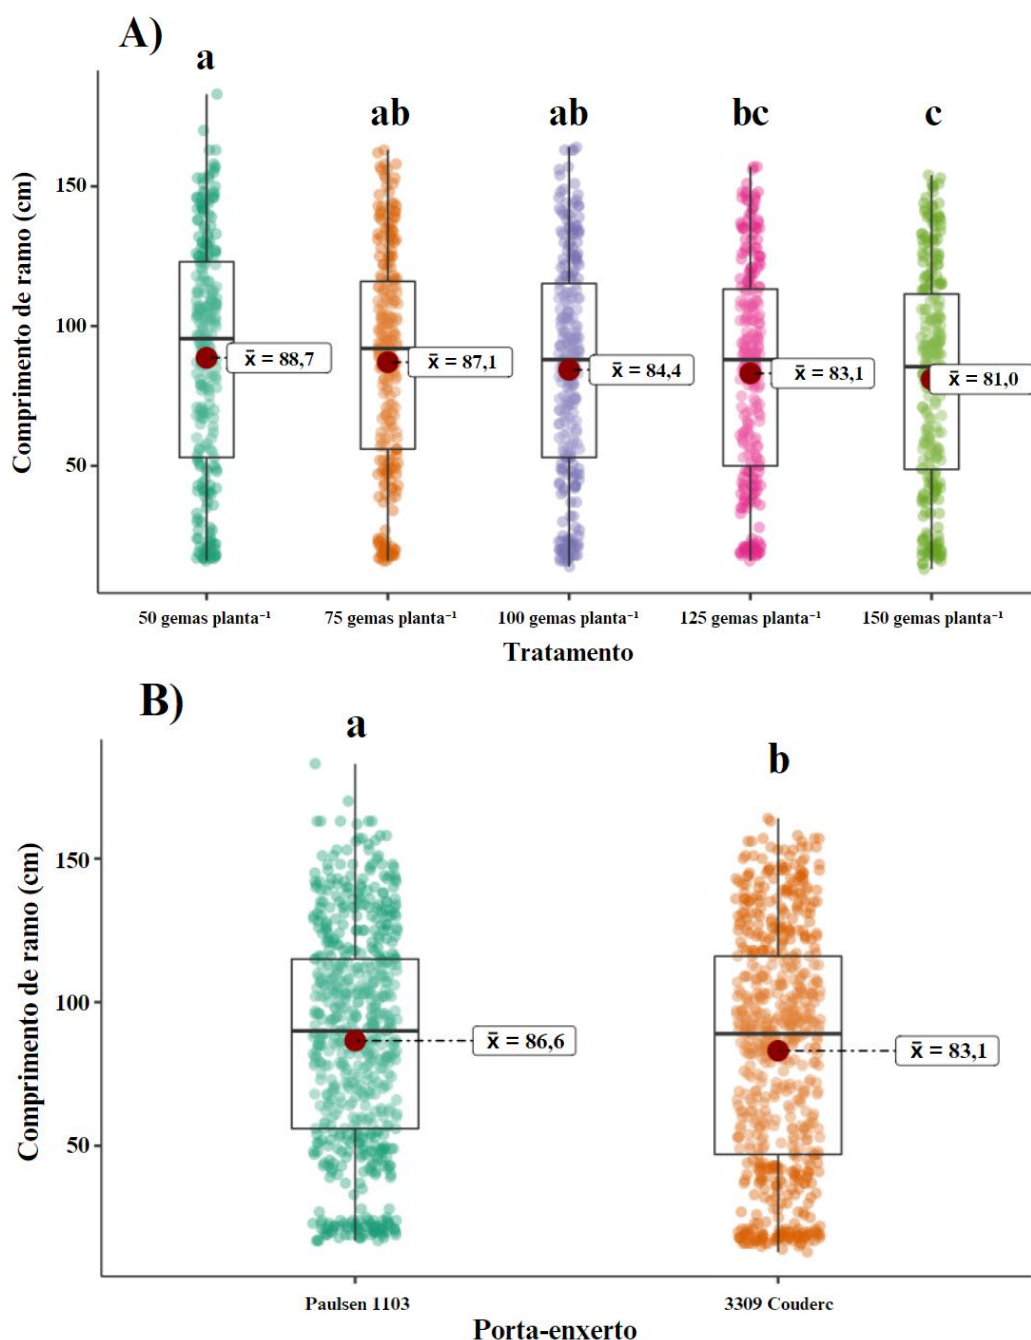 A)
a
ab
ab
bc
c
Comprimento de ramo (cm)
150
100
50
x̄ = 88,7
x̄ = 87,1
x̄ = 84,4
x̄ = 83,1
x̄ = 81,0
50 gemas planta⁻¹
75 gemas planta⁻¹
100 gemas planta⁻¹
125 gemas planta⁻¹
150 gemas planta⁻¹
Tratamento
B)
a
b
Comprimento de ramo (cm)
150
100
50
x̄ = 86,6
x̄ = 83,1
Paulsen 1103
3309 Couderc
Porta-enxerto